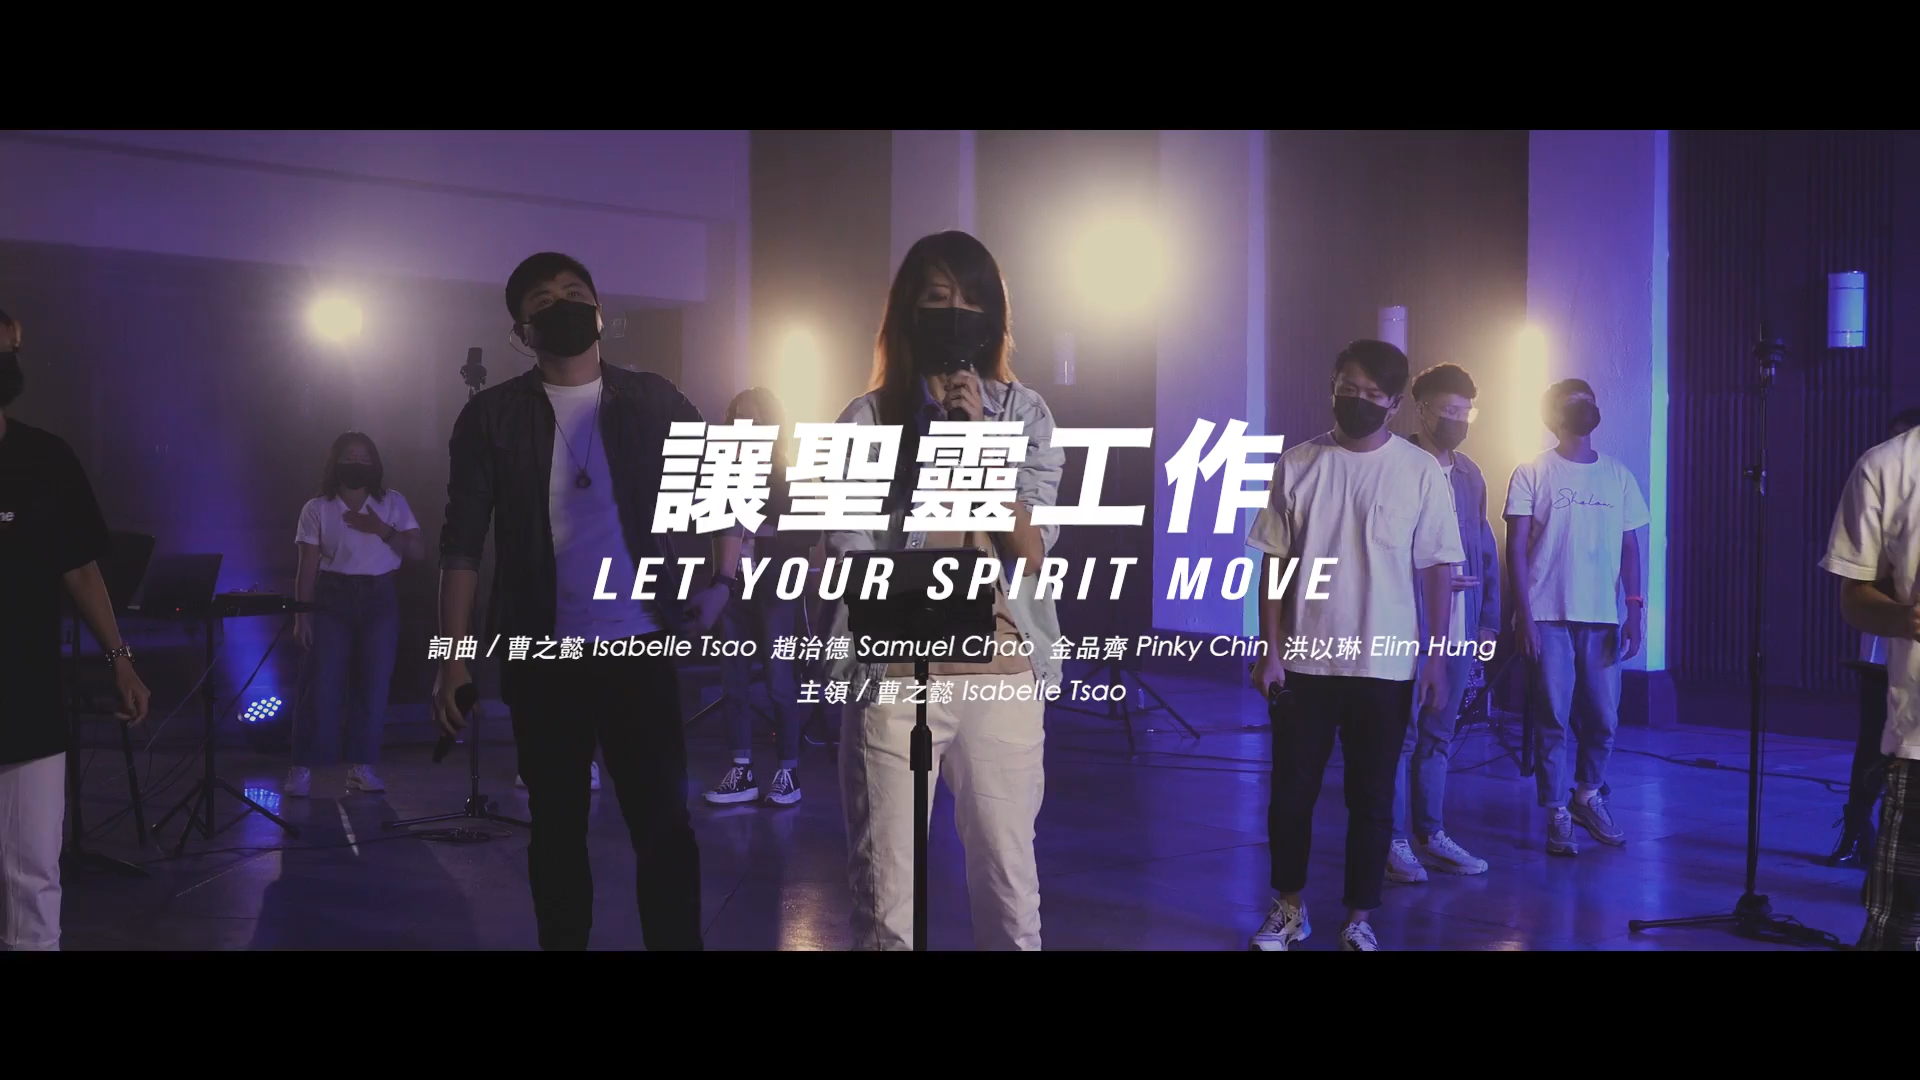 讓聖靈工作
LET YOUR SPIRIT MOVE
詞曲 / 曹之懿 Isabelle Tsao 趙治德 Samuel Chao 金品齊 Pinky Chin 洪以琳 Elim Hung
主領 / 曹之懿 Isabelle Tsao